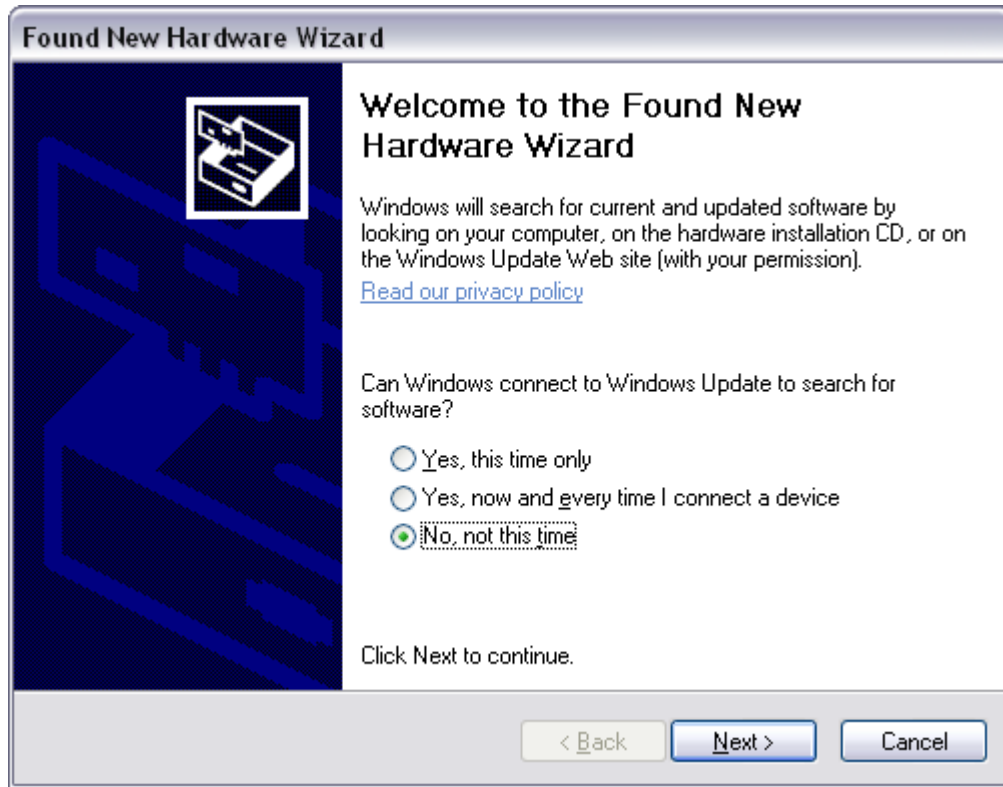 Found New Hardware Wizard
Welcome to the Found New
Hardware Wizard
Windows will search for current and updated software by
looking on your computer, on the hardware installation CD, or on
the Windows Update Web site (with your permission).
Read our privacy policy
Can Windows connect to Windows Update to search for
software?
Yes, this time only
Yes, now and every time I connect a device
No, not this time
Click Next to continue.
< Back
Next >
Cancel